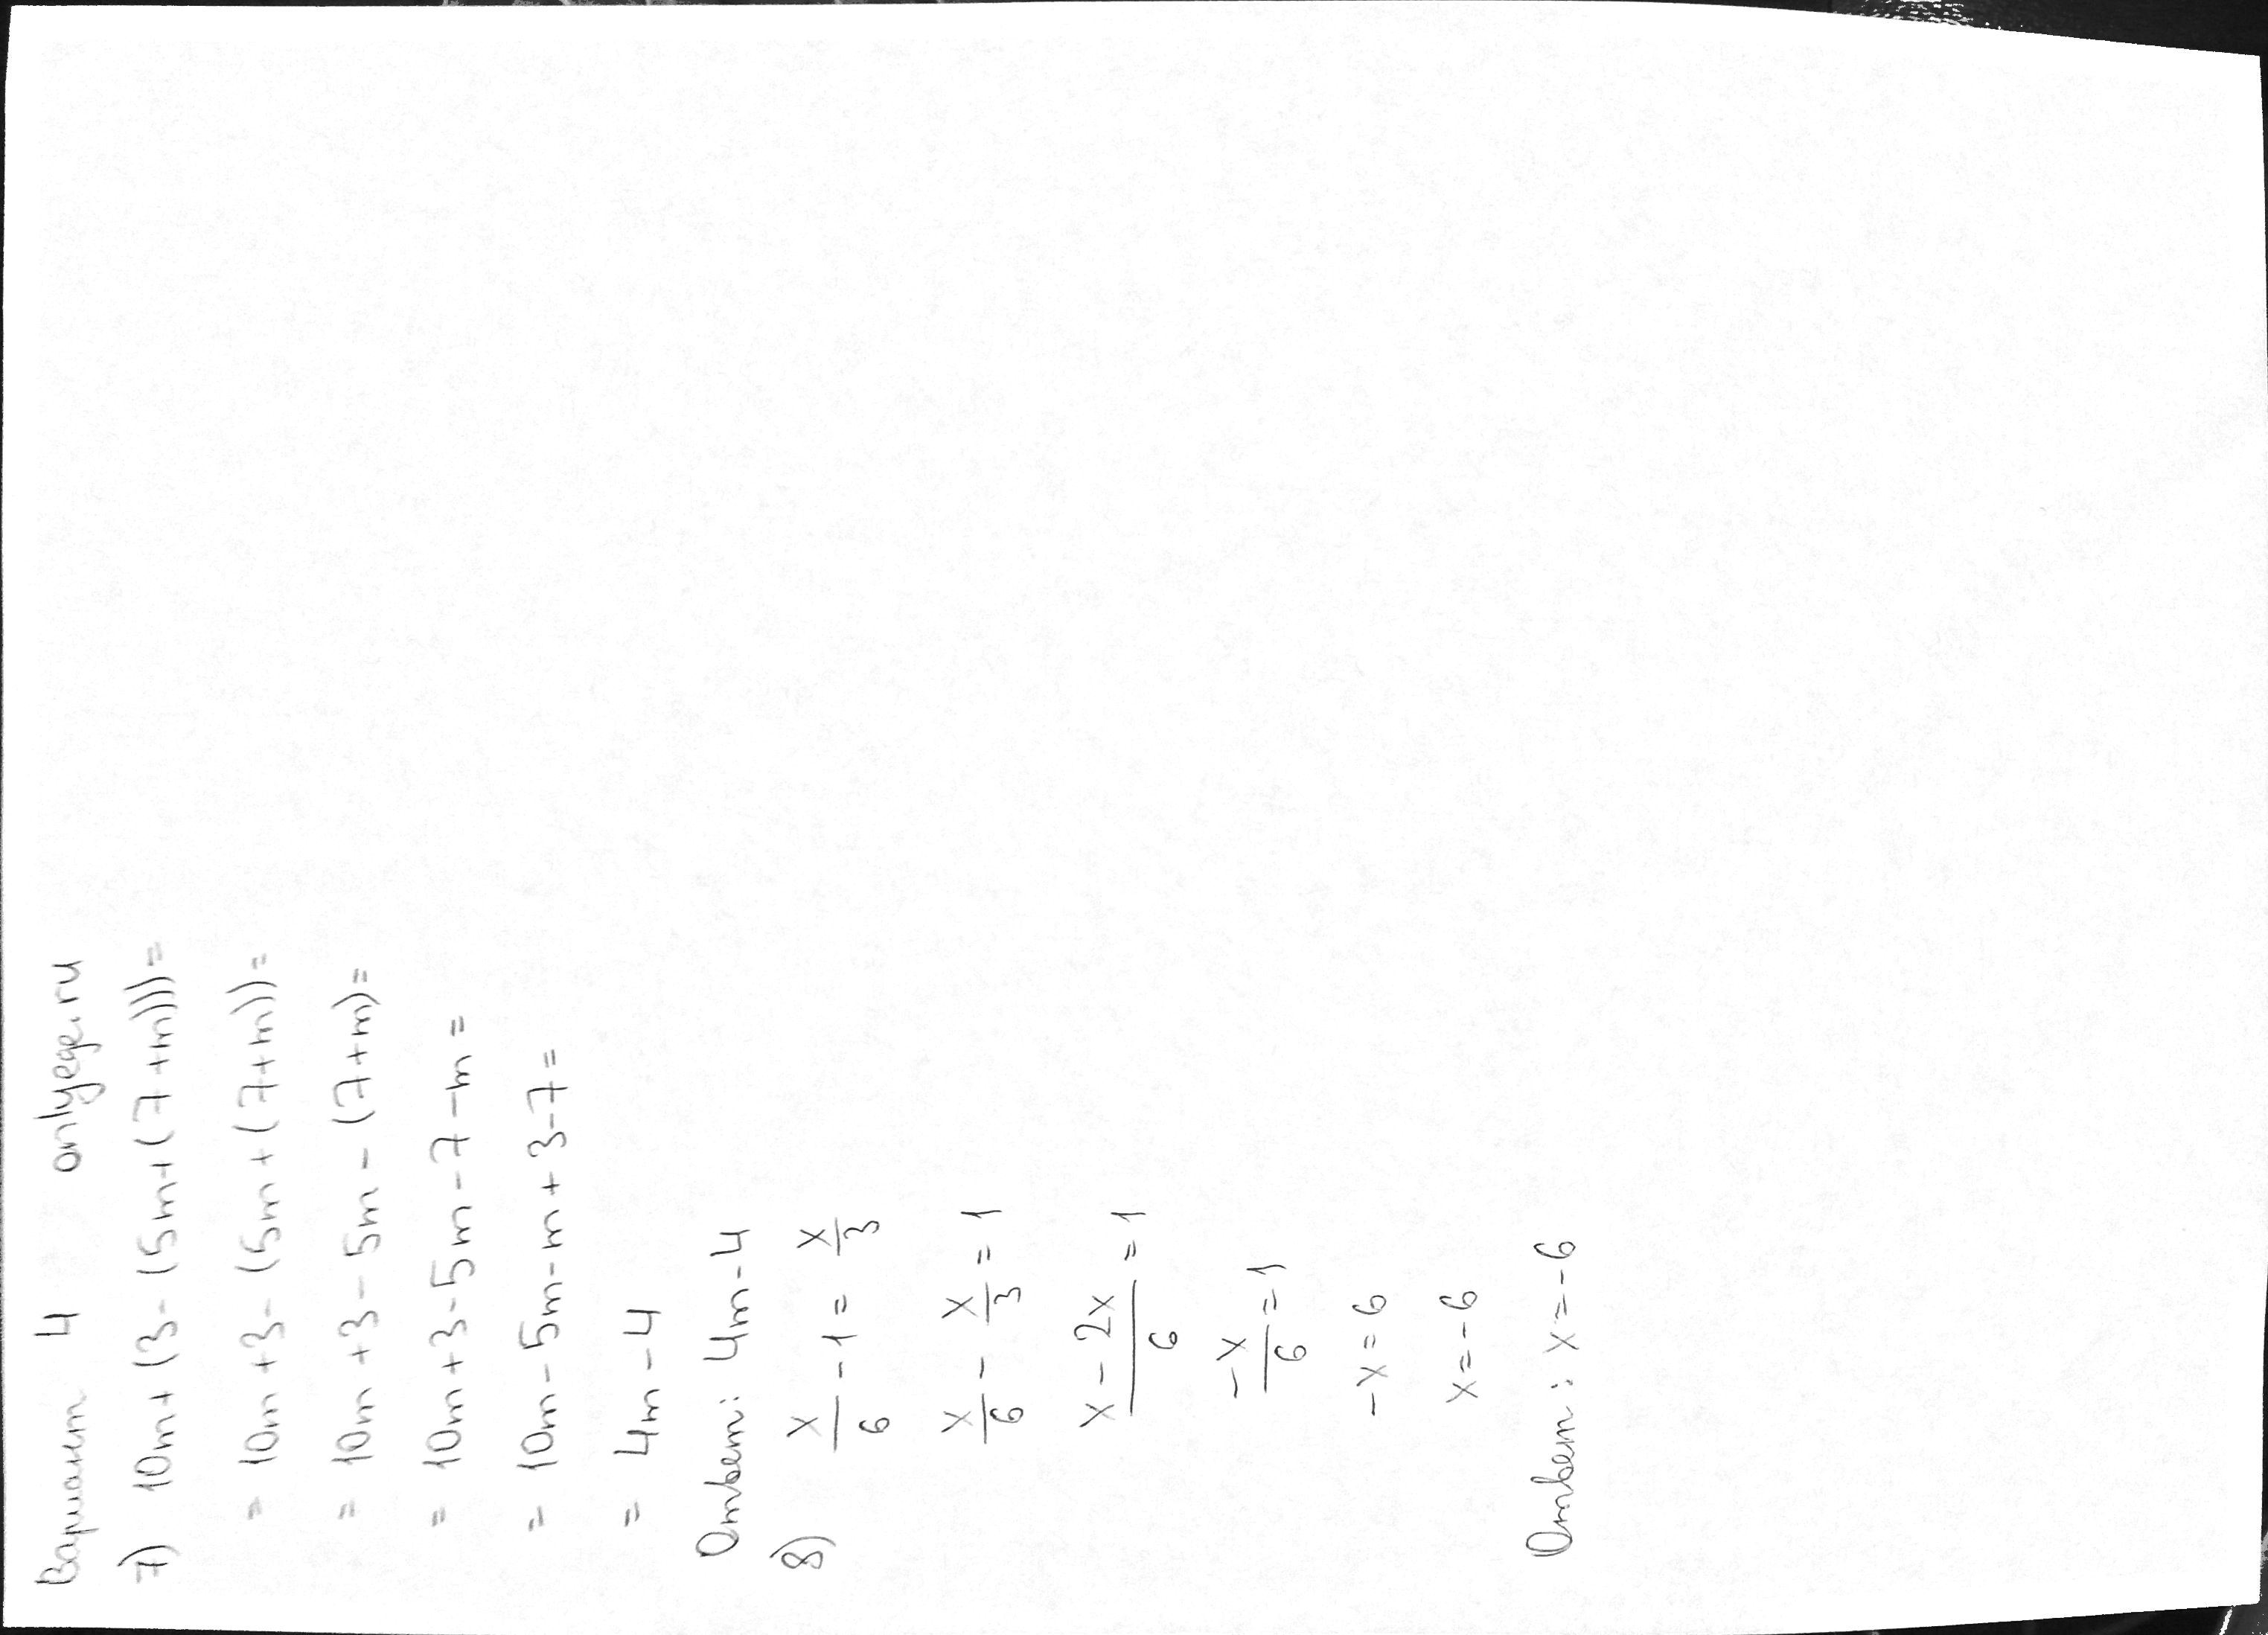 Вариант 4 onlyege.ru
7) 10m+(3-(5m+(7+m)))=
= 10m+3-(5m+(7+m))=
= 10m+3-5m-(7+m)=
= 10m+3-5m-7-m=
= 10m-5m-m+3-7=
= 4m-4
Ответ: 4m-4
8) x/6 -1= x/3
x/6 - x/3 =1
x-2x/6 =1
-x/6 =1
-x=6
x=-6
Ответ: x=-6